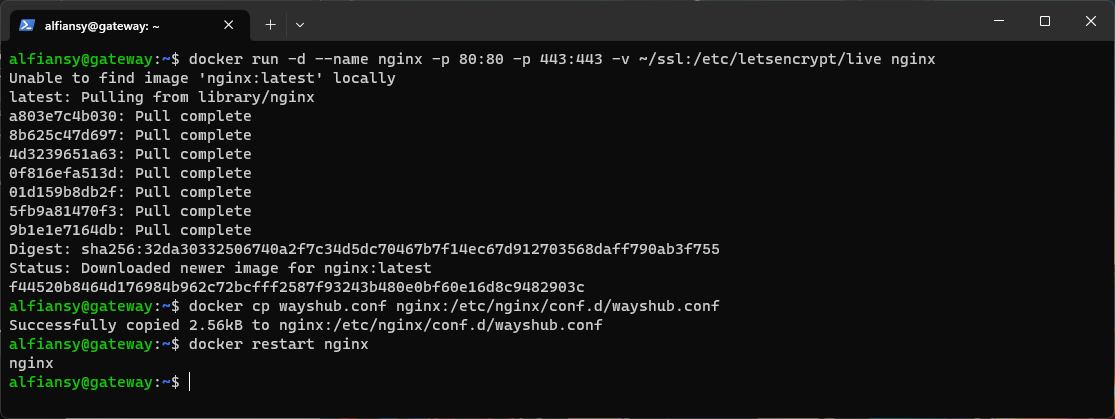 alfiansy@gateway: ~
alfiansy@gateway:~$ docker run -d --name nginx -p 80:80 -p 443:443 -v ~/ssl:/etc/letsencrypt/live nginx
Unable to find image 'nginx:latest' locally
latest: Pulling from library/nginx
a803e7c4b030: Pull complete
8b625c47d697: Pull complete
4d3239651a63: Pull complete
0f816efa513d: Pull complete
01d159b8db2f: Pull complete
5fb9a81470f3: Pull complete
9b1e1e7164db: Pull complete
Digest: sha256:32da30332506740a2f7c34d5dc70467b7f14ec67d912703568daff790ab3f755
Status: Downloaded newer image for nginx:latest
f44520b8464d176984b962c72bcfff2587f93243b480e0bf60e16d8c9482903c
alfiansy@gateway:~$ docker cp wayshub.conf nginx:/etc/nginx/conf.d/wayshub.conf
Successfully copied 2.56kB to nginx:/etc/nginx/conf.d/wayshub.conf
alfiansy@gateway:~$ docker restart nginx
nginx
alfiansy@gateway:~$